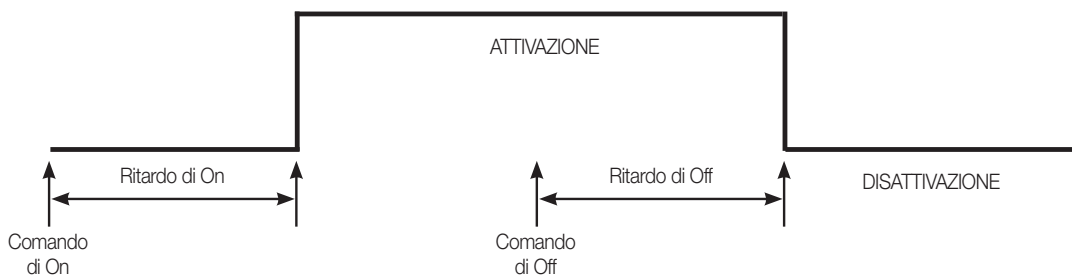 ATTIVAZIONE
Ritardo di On
Ritardo di Off
DISATTIVAZIONE
Comando
di On
Comando
di Off